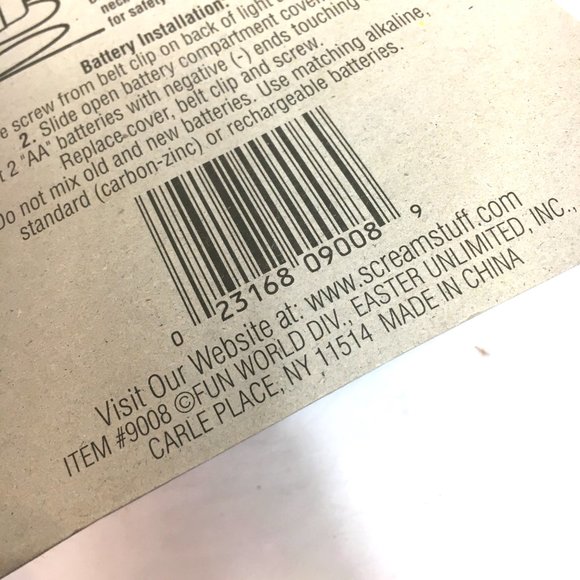 for safety
Battery Installation:
screw from belt clip on back of light
2. Slide open battery compartment cover.
2 "AA" batteries with negative (-) ends touching
Replace cover, belt clip and screw.
Do not mix old and new batteries. Use matching alkaline,
standard (carbon-zinc) or rechargeable batteries.
0 23168 09008 9
Visit Our Website at: www.screamstuff.com
ITEM #9008 ©FUN WORLD DIV., EASTER UNLIMITED, INC.,
CARLE PLACE, NY, 11514 MADE IN CHINA